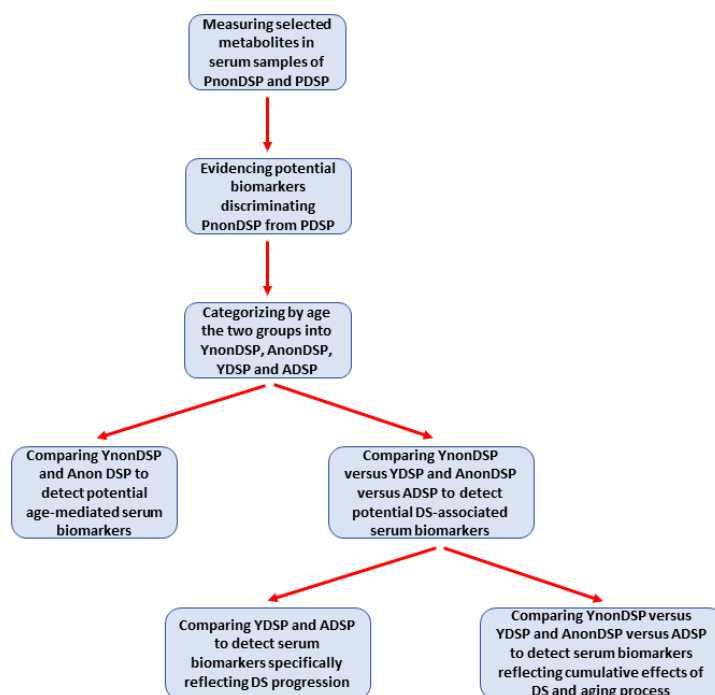 Measuring selected
metabolites in
serum samples of
PnonDSP and PDSP
Evidencing potential
biomarkers
discriminating
PnonDSP from PDSP
Categorizing by age
the two groups into
YnonDSP, AnonDSP,
YDSP and ADSP
Comparing YnonDSP
and Anon DSP to
detect potential
age-mediated serum
biomarkers
Comparing YnonDSP
versus YDSP and AnonDSP
versus ADSP to detect
potential DS-associated
serum biomarkers
Comparing YDSP and ADSP
to detect serum
biomarkers specifically
reflecting DS progression
Comparing YnonDSP versus
YDSP and AnonDSP versus ADSP
to detect serum biomarkers
reflecting cumulative effects of
DS and aging process